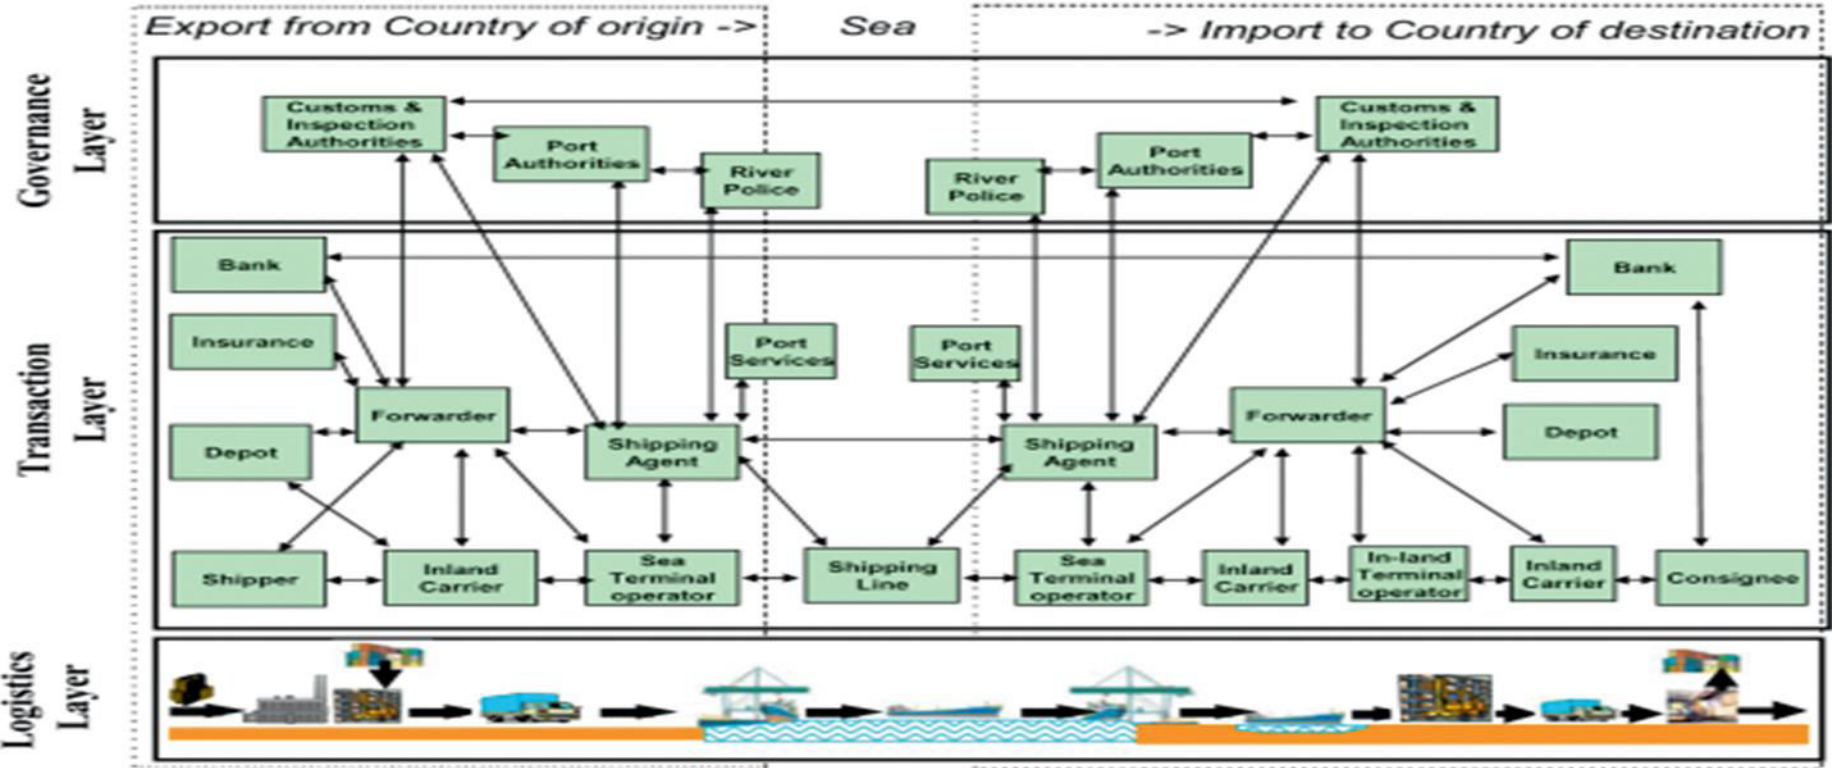 Export from Country of origin ->
Sea
-> Import to Country of destination
Governance
Layer
Customs &
Inspection
Authorities
Port
Authorities
River
Police
River
Police
Port
Authorities
Customs &
Inspection
Authorities
Transaction
Layer
Bank
Bank
Insurance
Port
Services
Port
Services
Insurance
Forwarder
Forwarder
Depot
Shipping
Agent
Shipping
Agent
Depot
Shipper
Inland
Carrier
Sea
Terminal
operator
Shipping
Line
Sea
Terminal
operator
Inland
Carrier
In-land
Terminal
operator
Inland
Carrier
Consignee
Logistics
Layer